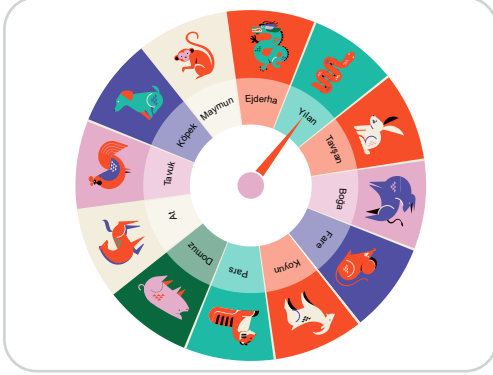 Ejderha
Yılan
Tavşan
Boğa
Fare
Koyun
Pars
Domuz
At
Tavuk
Köpek
Maymun